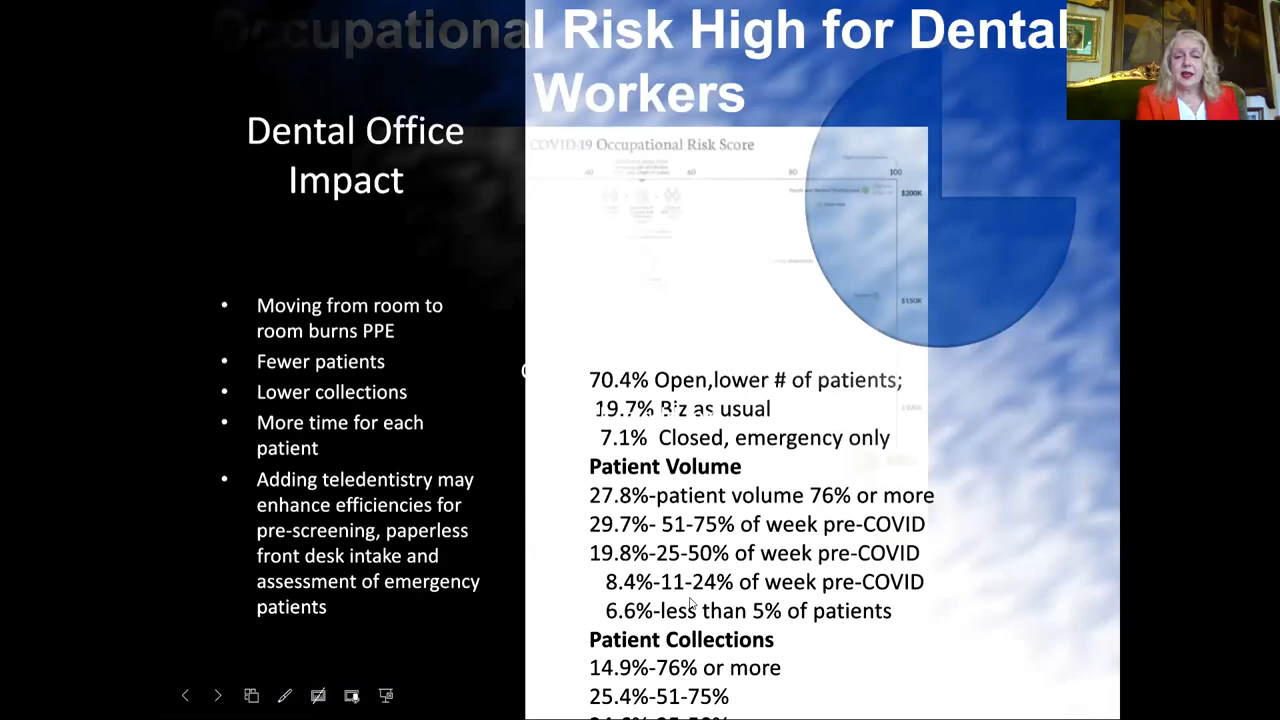 Occupational Risk High for Dental
Workers
Dental Office
Impact
• Moving from room to
room burns PPE
• Fewer patients
• Lower collections
• More time for each
patient
• Adding teledentistry may
enhance efficiencies for
pre-screening, paperless
front desk intake and
assessment of emergency
patients
COVID-19 Occupational Risk Score
40 60 80 100
$200K
$150K
70.4% Open,lower # of patients;
19.7% Biz as usual
7.1% Closed, emergency only
Patient Volume
27.8%-patient volume 76% or more
29.7%- 51-75% of week pre-COVID
19.8%-25-50% of week pre-COVID
8.4%-11-24% of week pre-COVID
6.6%-less than 5% of patients
Patient Collections
14.9%-76% or more
25.4%-51-75%